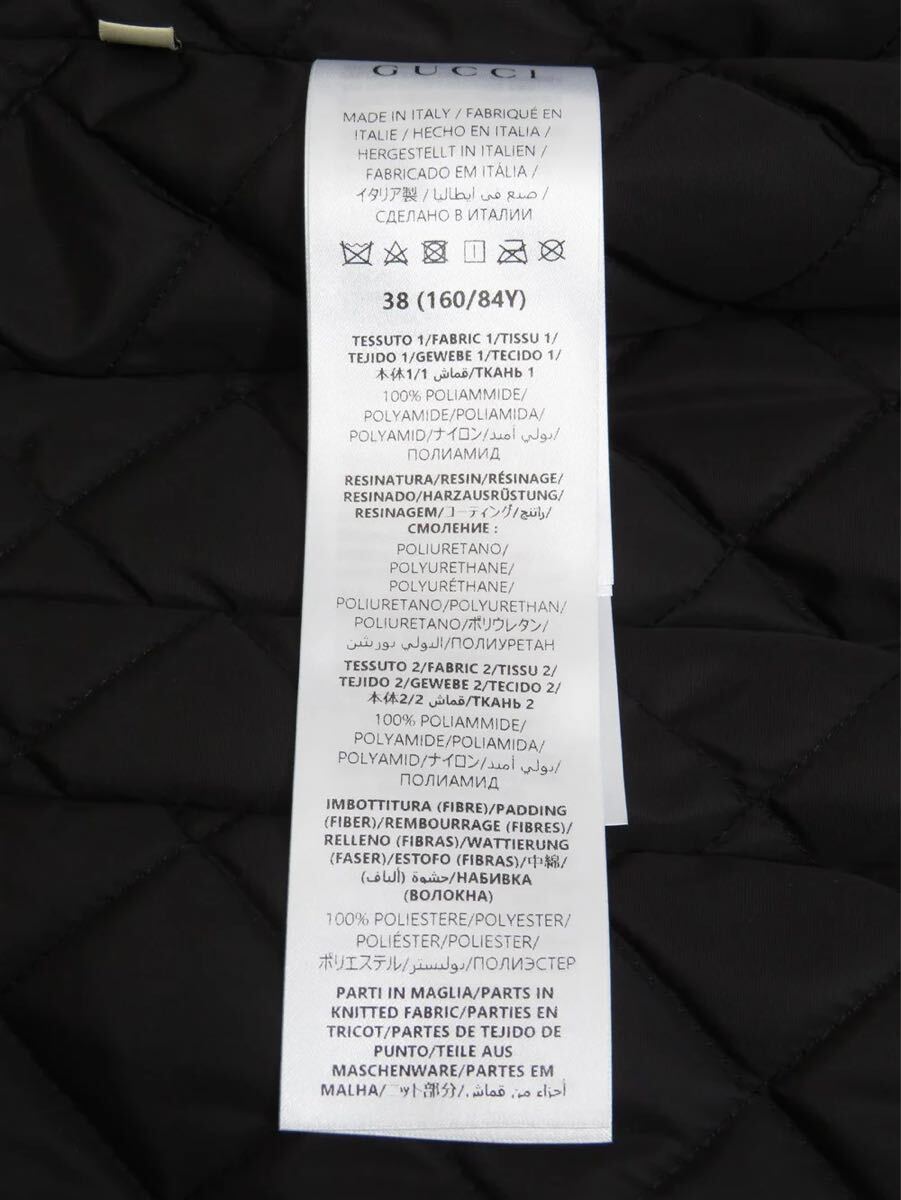 GUCCI
MADE IN ITALY / FABRIQUÉ EN
ITALIE / HECHO EN ITALIA /
HERGESTELLT IN ITALIEN /
FABRICADO EM ITÁLIA /
イタリア製 / صنع في ايطاليا /
СДЕЛАНО В ИТАЛИИ
38 (160/84Y)
TESSUTO 1/FABRIC 1/TISSU 1/
TEJIDO 1/GEWEBE 1/TECIDO 1/
本体1/قماش 1/ТКАНЬ 1
100% POLIAMMIDE/
POLYAMIDE/POLIAMIDA/
POLYAMID/ナイロン/بولي أميد/
ПОЛИАМИД
RESINATURA/RESIN/RÉSINAGE/
RESINADO/HARZAUSRÜSTUNG/
RESINAGEM/コーティング/راتنج/
СМОЛЕНИЕ :
POLIURETANO/
POLYURETHANE/
POLYURÉTHANE/
POLIURETANO/POLYURETHAN/
POLIURETANO/ポリウレタン/
البولي يوريثين/ПОЛИУРЕТАН
TESSUTO 2/FABRIC 2/TISSU 2/
TEJIDO 2/GEWEBE 2/TECIDO 2/
本体2/قماش 2/ТКАНЬ 2
100% POLIAMMIDE/
POLYAMIDE/POLIAMIDA/
POLYAMID/ナイロン/بولي أميد/
ПОЛИАМИД
IMBOTTITURA (FIBRE)/PADDING
(FIBER)/REMBOURRAGE (FIBRES)/
RELLENO (FIBRAS)/WATTIERUNG
(FASER)/ESTOFO (FIBRAS)/中綿/
حشوة (ألياف)/НАБИВКА
(ВОЛОКНА)
100% POLIESTERE/POLYESTER/
POLIÉSTER/POLIESTER/
ポリエステル/بوليستر/ПОЛИЭСТЕР
PARTI IN MAGLIA/PARTS IN
KNITTED FABRIC/PARTIES EN
TRICOT/PARTES DE TEJIDO DE
PUNTO/TEILE AUS
MASCHENWARE/PARTES EM
MALHA/ニット部分/أجزاء من قماش/